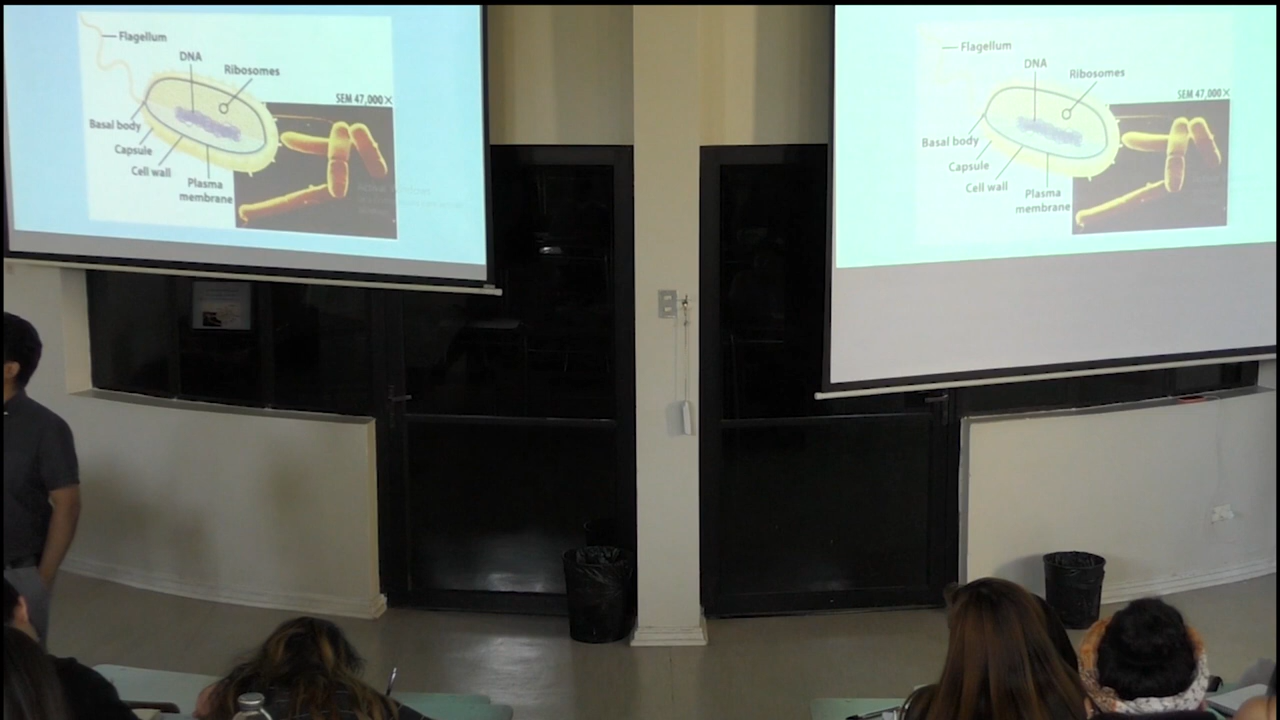 Flagellum
DNA
Ribosomes
SEM 47,000×
Basal body
Capsule
Cell wall
Plasma
membrane
Flagellum
DNA
Ribosomes
SEM 47,000×
Basal body
Capsule
Cell wall
Plasma
membrane